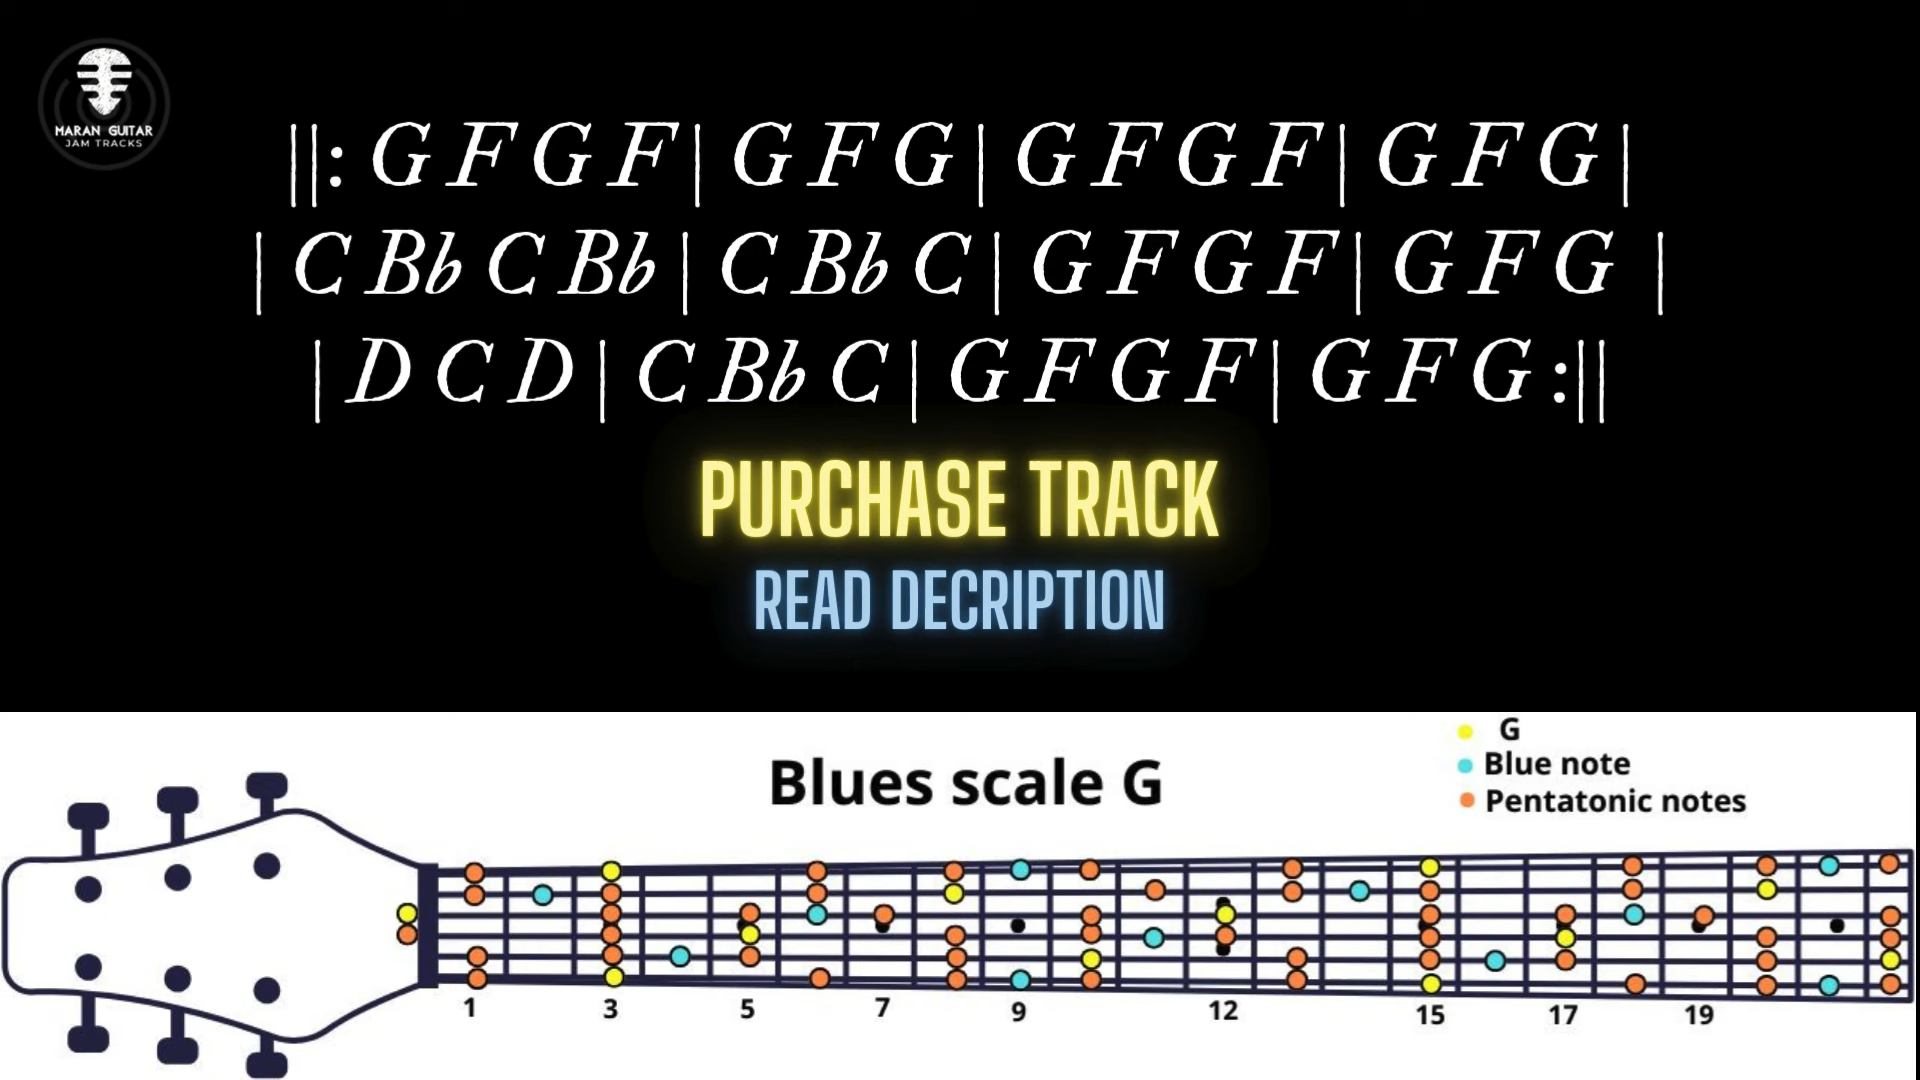 MARAN GUITAR
JAM TRACKS
||: G F G F | G F G | G F G F | G F G |
| C Bb C Bb | C Bb C | G F G F | G F G |
| D C D | C Bb C | G F G F | G F G :||
PURCHASE TRACK
READ DECRIPTION
G
Blue note
Pentatonic notes
Blues scale G
1 3 5 7 9 12 15 17 19